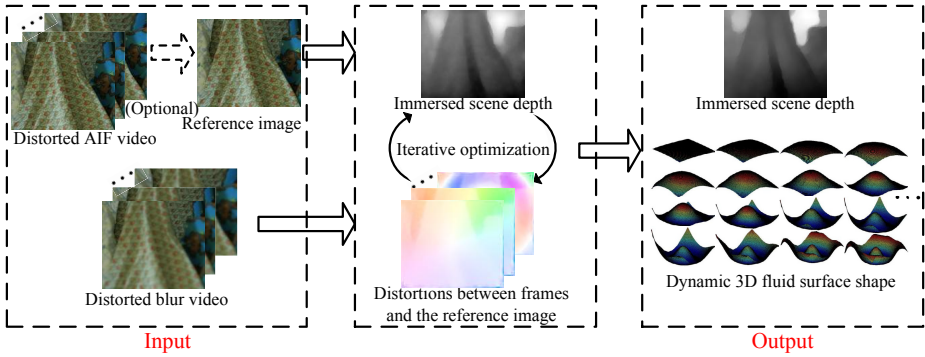 (Optional)
Distorted AIF video
Reference image
Distorted blur video
Input
Immersed scene depth
Iterative optimization
Distortions between frames
and the reference image
Immersed scene depth
Dynamic 3D fluid surface shape
Output